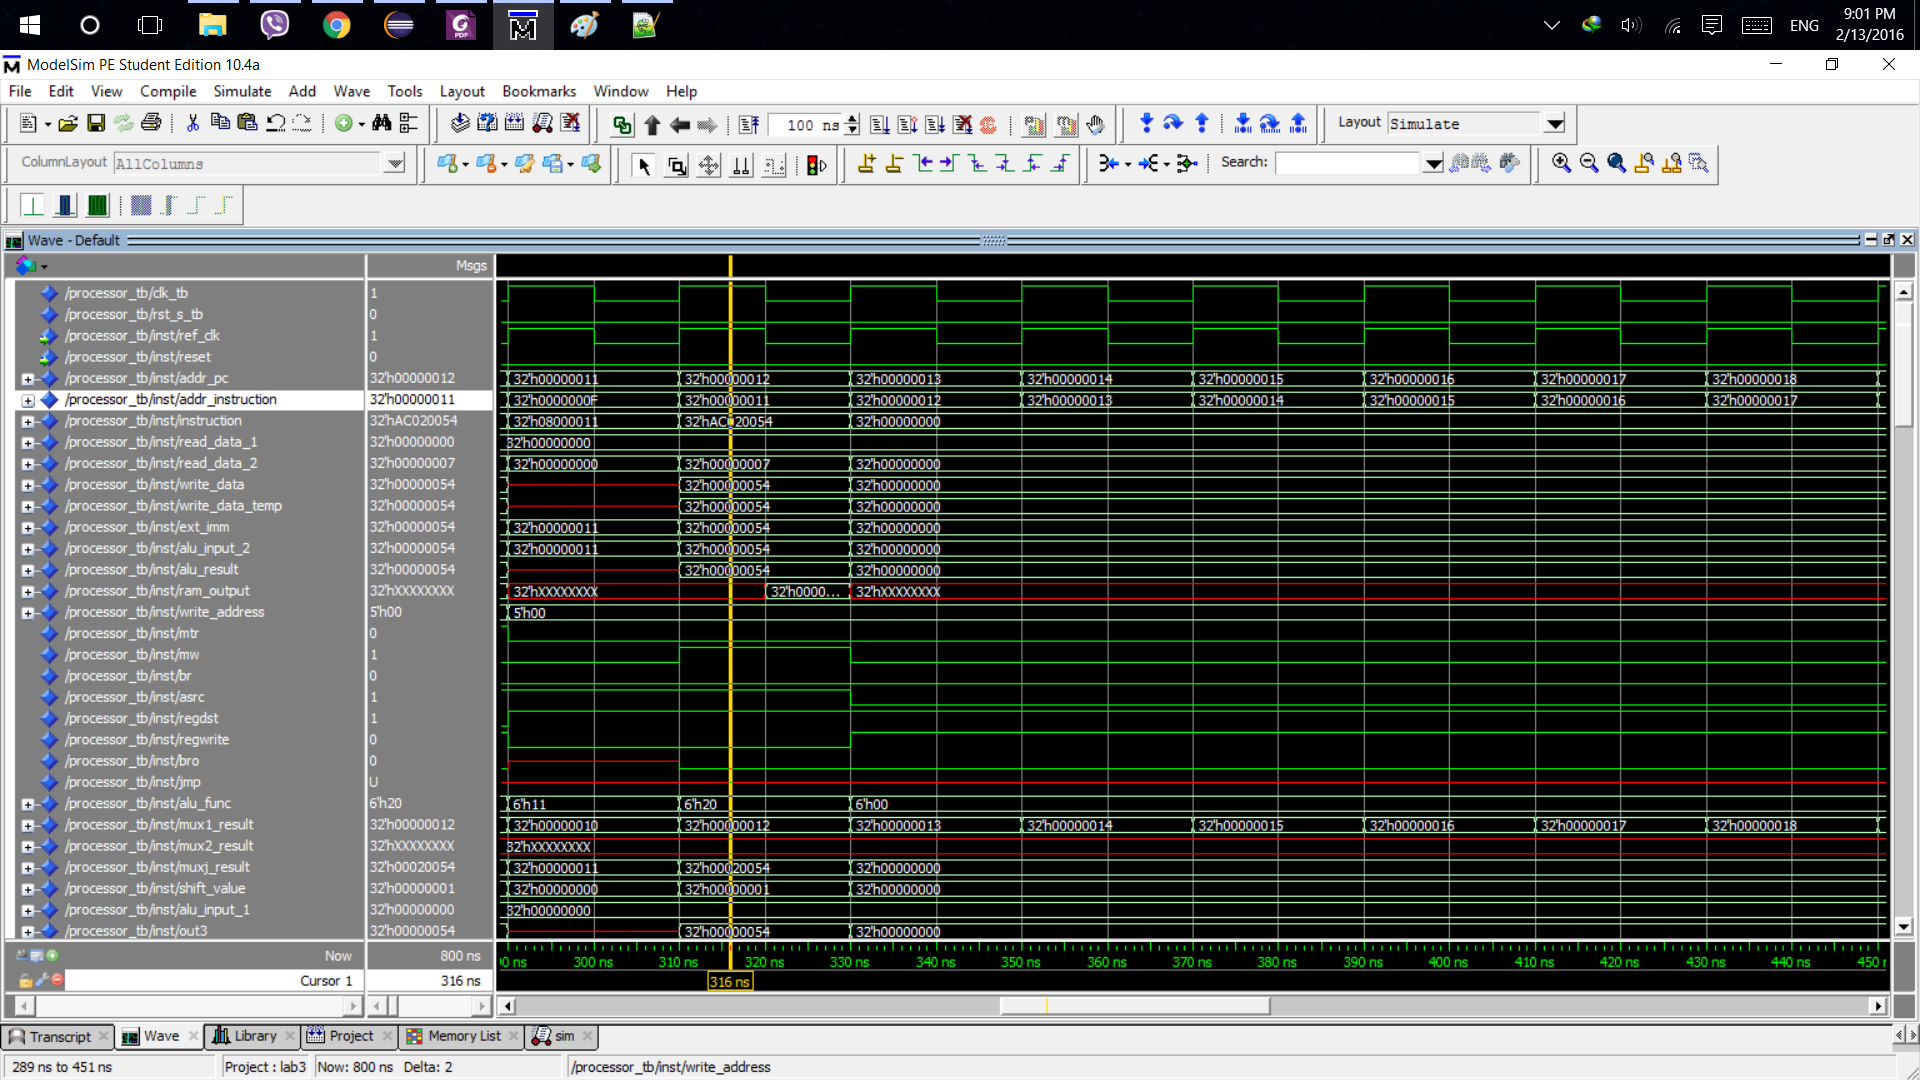 ENG
9:01 PM
2/13/2016
ModelSim PE Student Edition 10.4a
File Edit View Compile Simulate Add Wave Tools Layout Bookmarks Window Help
100 ns
Layout Simulate
ColumnLayout AllColumns
Search:
Wave - Default
Msgs
/processor_tb/clk_tb 1
/processor_tb/rst_s_tb 0
/processor_tb/inst/ref_clk 1
/processor_tb/inst/reset 0
/processor_tb/inst/addr_pc 32'h00000012 32'h00000011 32'h00000012 32'h00000013 32'h00000014 32'h00000015 32'h00000016 32'h00000017 32'h00000018
/processor_tb/inst/addr_instruction 32'h00000011 32'h0000000F 32'h00000011 32'h00000012 32'h00000013 32'h00000014 32'h00000015 32'h00000016 32'h00000017
/processor_tb/inst/instruction 32'hAC020054 32'h08000011 32'hAC020054 32'h00000000
/processor_tb/inst/read_data_1 32'h00000000 32'h00000000
/processor_tb/inst/read_data_2 32'h00000007 32'h00000000 32'h00000007 32'h00000000
/processor_tb/inst/write_data 32'h00000054 32'h00000054 32'h00000000
/processor_tb/inst/write_data_temp 32'h00000054 32'h00000054 32'h00000000
/processor_tb/inst/ext_imm 32'h00000054 32'h00000011 32'h00000054 32'h00000000
/processor_tb/inst/alu_input_2 32'h00000054 32'h00000011 32'h00000054 32'h00000000
/processor_tb/inst/alu_result 32'h00000054 32'h00000054 32'h00000000
/processor_tb/inst/ram_output 32'hXXXXXXXX 32'hXXXXXXXX 32'h0000... 32'hXXXXXXXX
/processor_tb/inst/write_address 5'h00 5'h00
/processor_tb/inst/mtr 0
/processor_tb/inst/mw 1
/processor_tb/inst/br 0
/processor_tb/inst/asrc 1
/processor_tb/inst/regdst 1
/processor_tb/inst/regwrite 0
/processor_tb/inst/bro 0
/processor_tb/inst/jmp U
/processor_tb/inst/alu_func 6'h20 6'h11 6'h20 6'h00
/processor_tb/inst/mux1_result 32'h00000012 32'h00000010 32'h00000012 32'h00000013 32'h00000014 32'h00000015 32'h00000016 32'h00000017 32'h00000018
/processor_tb/inst/mux2_result 32'hXXXXXXXX 32'hXXXXXXXX
/processor_tb/inst/muxj_result 32'h00020054 32'h00000011 32'h00020054 32'h00000000
/processor_tb/inst/shift_value 32'h00000001 32'h00000000 32'h00000001 32'h00000000
/processor_tb/inst/alu_input_1 32'h00000000 32'h00000000
/processor_tb/inst/out3 32'h00000054 32'h00000054 32'h00000000
Now 800 ns 300 ns 310 ns 320 ns 330 ns 340 ns 350 ns 360 ns 370 ns 380 ns 390 ns 400 ns 410 ns 420 ns 430 ns 440 ns
Cursor 1 316 ns 316 ns
Transcript Wave Library Project Memory List sim
289 ns to 451 ns Project : lab3 Now: 800 ns Delta: 2 /processor_tb/inst/write_address